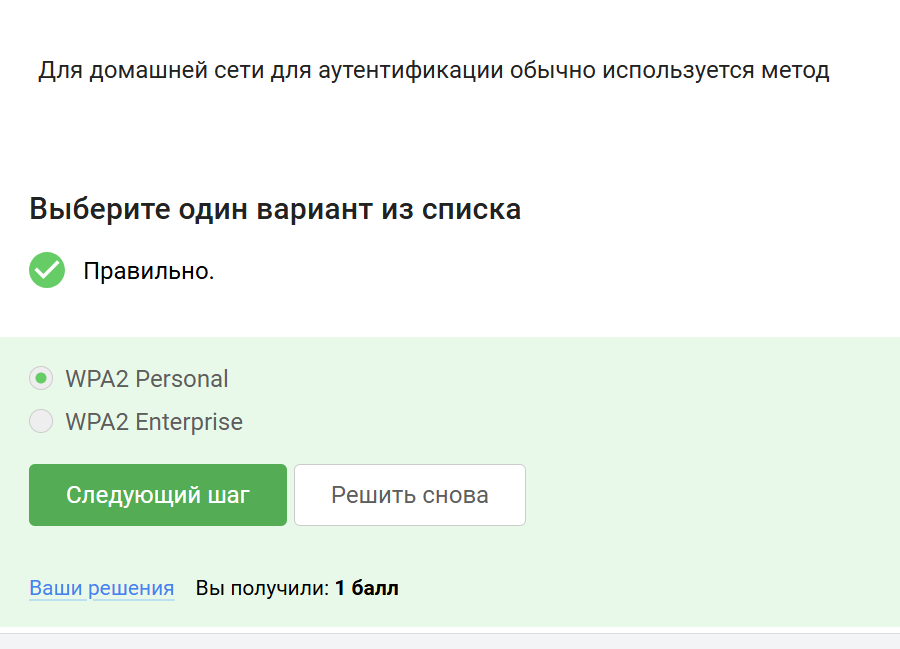 Для домашней сети для аутентификации обычно используется метод
Выберите один вариант из списка
Правильно.
WPA2 Personal
WPA2 Enterprise
Следующий шаг
Решить снова
Ваши решения Вы получили: 1 балл